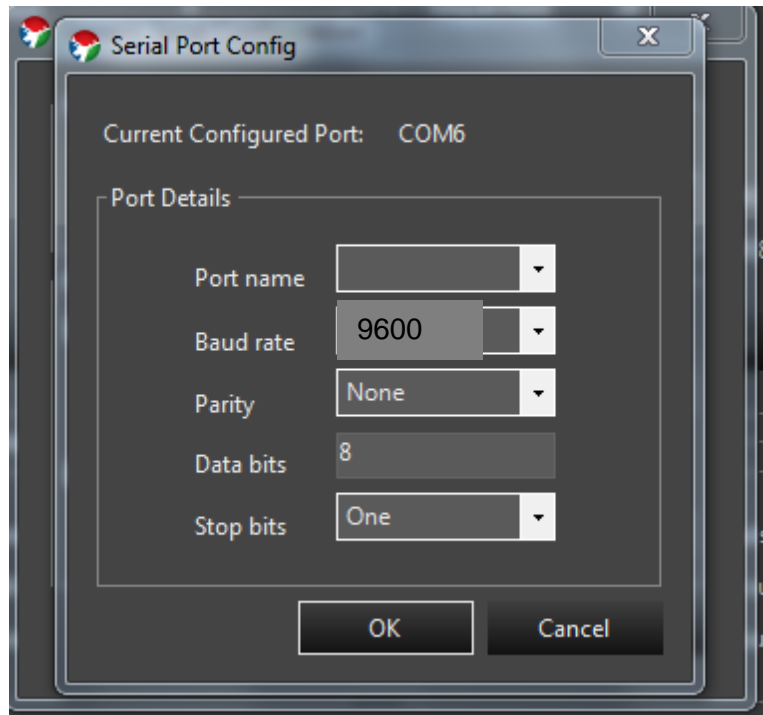 Serial Port Config
Current Configured Port: COM6
Port Details
Port name
Baud rate 9600
Parity None
Data bits 8
Stop bits One
OK Cancel